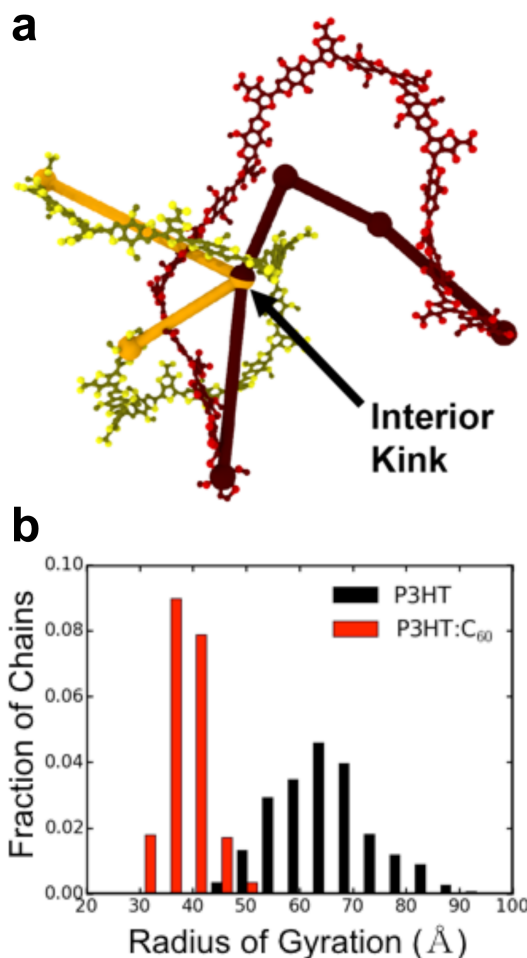 a
Interior
Kink
b
0.10
0.08
0.06
0.04
0.02
0.00
Fraction of Chains
P3HT
P3HT:C₆₀
20 30 40 50 60 70 80 90 100
Radius of Gyration (Å)